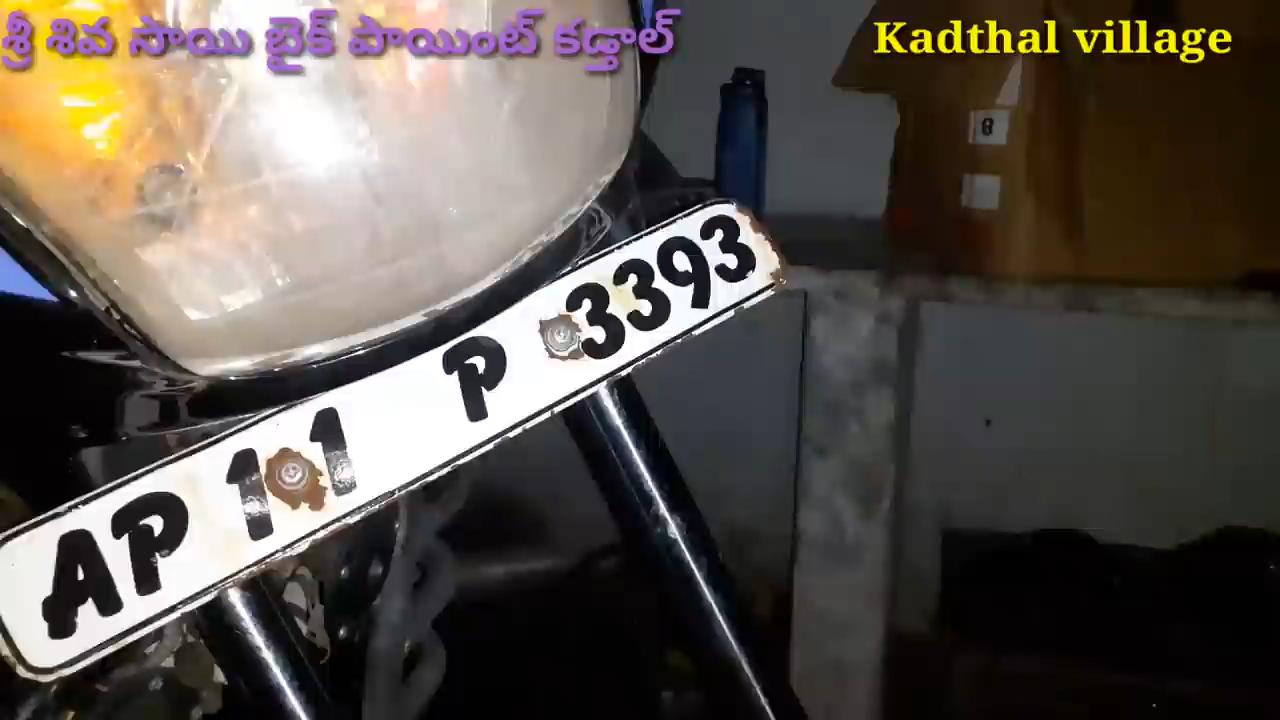 శ్రీ శివ సాయి బైక్ పాయింట్ కడ్తాల్
Kadthal village
AP 11 P 3393